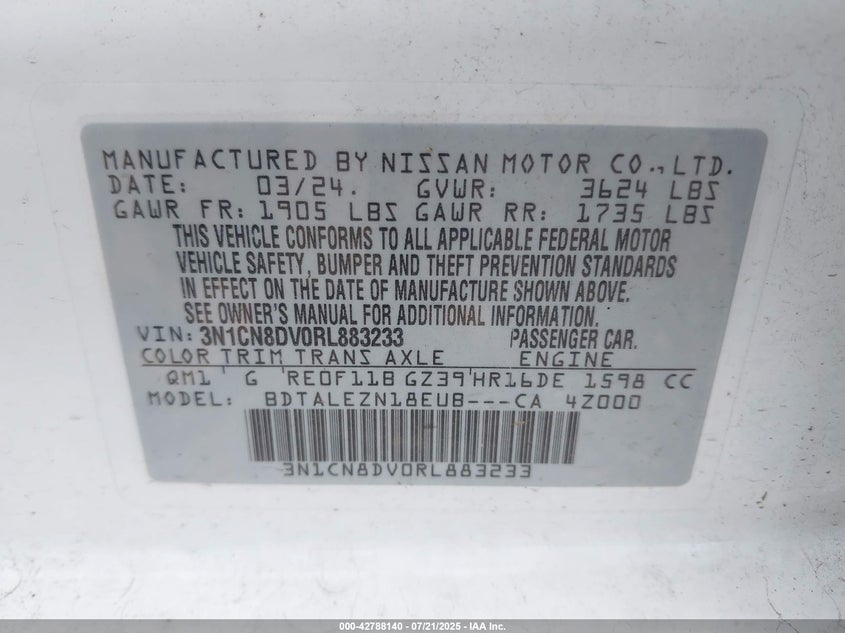 MANUFACTURED BY NISSAN MOTOR CO., LTD.
DATE: 03/24. GVWR: 3624 LBS
GAWR FR: 1905 LBS GAWR RR: 1735 LBS
THIS VEHICLE CONFORMS TO ALL APPLICABLE FEDERAL MOTOR
VEHICLE SAFETY, BUMPER AND THEFT PREVENTION STANDARDS
IN EFFECT ON THE DATE OF MANUFACTURE SHOWN ABOVE.
SEE OWNER'S MANUAL FOR ADDITIONAL INFORMATION.
VIN: 3N1CN8DV0RL883233 PASSENGER CAR.
COLOR TRIM TRANS AXLE ENGINE
QM1 G RE0F11B GZ39 HR16DE 1598 CC
MODEL: BDTALEZN18EUB---CA 4Z000
3N1CN8DV0RL883233
000-42788140 - 07/21/2025 - IAA Inc.